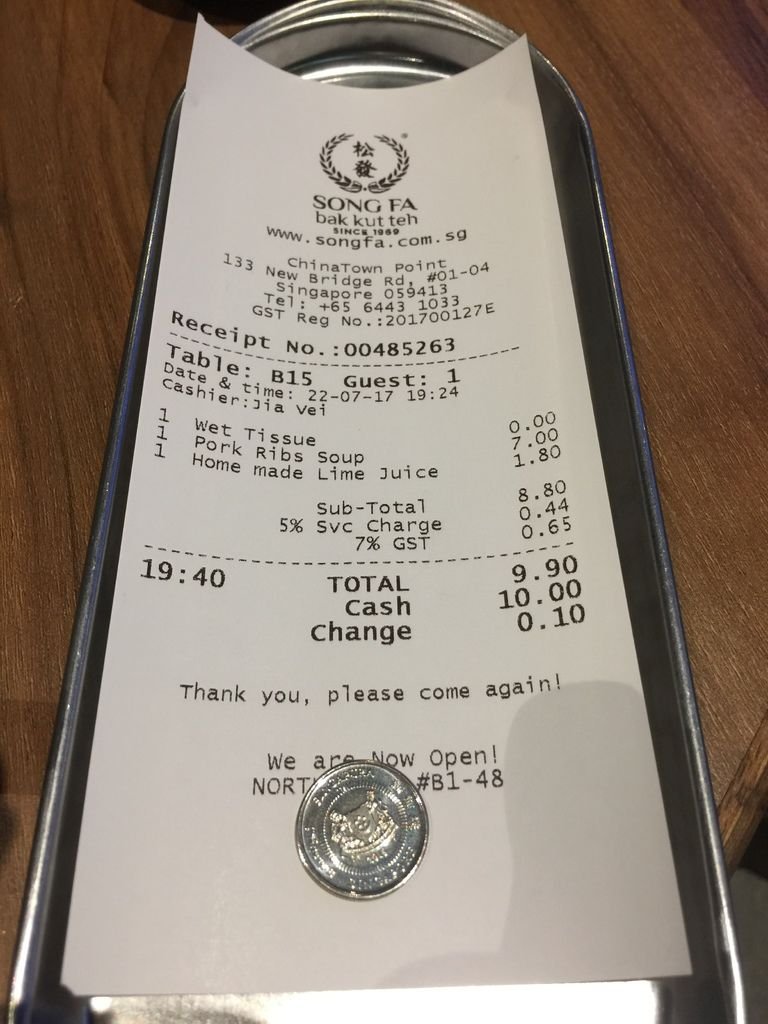 松
發
SONG FA
bak kut teh
SINCE 1969
www.songfa.com.sg
ChinaTown Point
133 New Bridge Rd, #01-04
Singapore 059413
Tel: +65 6443 1033
GST Reg No.:201700127E
Receipt No.:00485263
Table: B15 Guest: 1
Date & time: 22-07-17 19:24
Cashier:Jia Vei
1 Wet Tissue 0.00
1 Pork Ribs Soup 7.00
1 Home made Lime Juice 1.80
Sub-Total 8.80
5% Svc Charge 0.44
7% GST 0.65
19:40 TOTAL 9.90
Cash 10.00
Change 0.10
Thank you, please come again!
We are Now Open!
#B1-48